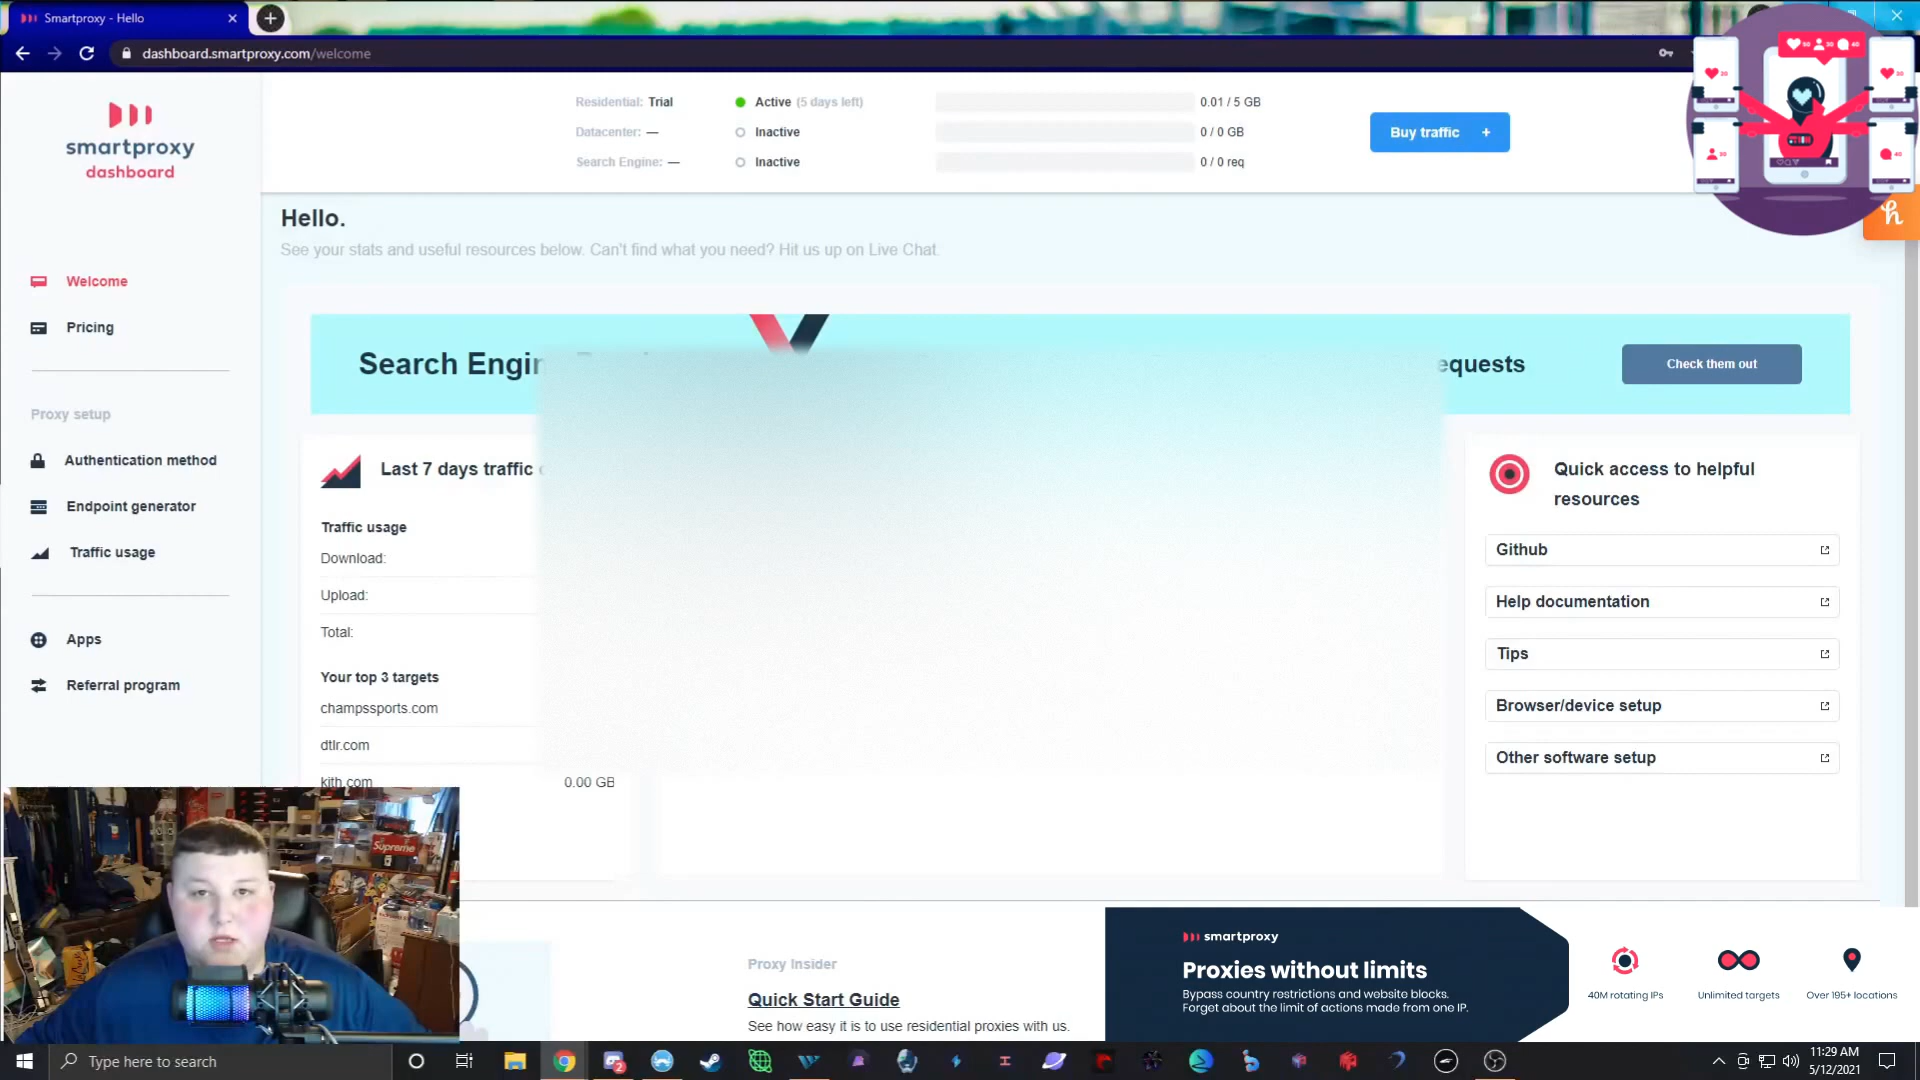 Smartproxy - Hello
dashboard.smartproxy.com/welcome
smartproxy
dashboard
Residential: Trial
Active (5 days left)
0.01 / 5 GB
Datacenter: —
Inactive
0 / 0 GB
Search Engine: —
Inactive
0 / 0 req
Buy traffic +
Hello.
See your stats and useful resources below. Can't find what you need? Hit us up on Live Chat.
Welcome
Pricing
Proxy setup
Authentication method
Endpoint generator
Traffic usage
Apps
Referral program
Search
Check them out
Last 7 days traffic
Traffic usage
Download:
Upload:
Total:
Your top 3 targets
champssports.com
dtlr.com
kith.com
0.00 GB
Quick access to helpful
resources
Github
Help documentation
Tips
Browser/device setup
Other software setup
Supreme
Proxy Insider
Quick Start Guide
See how easy it is to use residential proxies with us.
smartproxy
Proxies without limits
Bypass country restrictions and website blocks.
Forget about the limit of actions made from one IP.
40M rotating IPs
Unlimited targets
Over 195+ locations
Type here to search
2
11:29 AM
5/12/2021